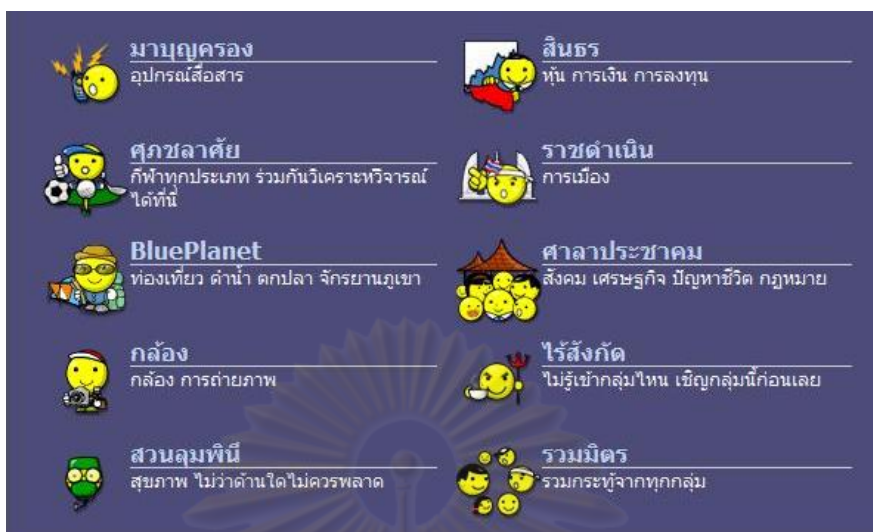 มาบุญครอง
อุปกรณ์สื่อสาร
สินธร
หุ้น การเงิน การลงทุน
ศุภชลาศัย
กีฬาทุกประเภท ร่วมกันวิเคราะห์วิจารณ์
ได้ที่นี่
ราชดำเนิน
การเมือง
BluePlanet
ท่องเที่ยว ดำน้ำ ตกปลา จักรยานภูเขา
ศาลาประชาคม
สังคม เศรษฐกิจ ปัญหาชีวิต กฎหมาย
กล้อง
กล้อง การถ่ายภาพ
ไร้สังกัด
ไม่รู้เข้ากลุ่มไหน เชิญกลุ่มนี้ก่อนเลย
สวนลุมพินี
สุขภาพ ไม่ว่าด้านใดไม่ควรพลาด
รวมมิตร
รวมกระทู้จากทุกกลุ่ม